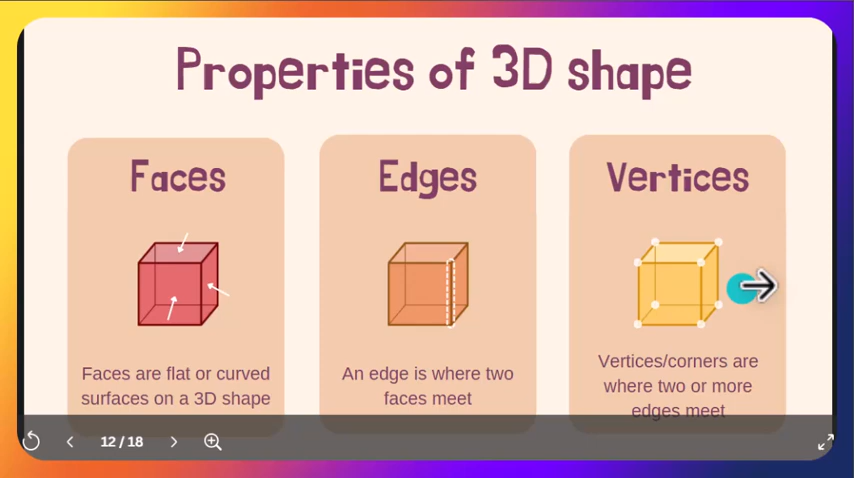 Properties of 3D shape
Faces
Faces are flat or curved
surfaces on a 3D shape
Edges
An edge is where two
faces meet
Vertices
Vertices/corners are
where two or more
edges meet
12 / 18